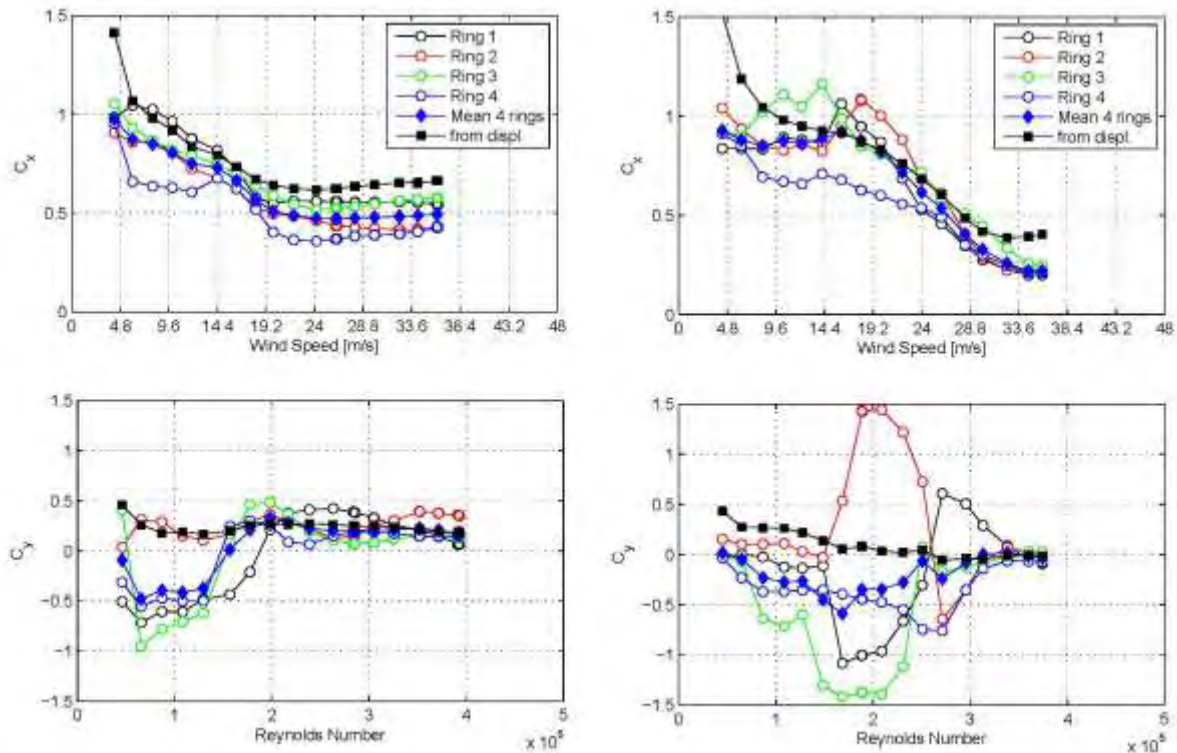 1.5
1
0.5
0
C_x
Ring 1
Ring 2
Ring 3
Ring 4
Mean 4 rings
from displ.
0 4.8 9.6 14.4 19.2 24 28.8 33.6 38.4 43.2 48
Wind Speed [m/s]
1.5
1
0.5
0
C_x
Ring 1
Ring 2
Ring 3
Ring 4
Mean 4 rings
from displ.
0 4.8 9.6 14.4 19.2 24 28.8 33.6 38.4 43.2 48
Wind Speed [m/s]
1.5
1
0.5
0
−0.5
−1
−1.5
C_y
0 1 2 3 4 5
Reynolds Number
x 10^5
1.5
1
0.5
0
−0.5
−1
−1.5
C_y
0 1 2 3 4 5
Reynolds Number
x 10^5